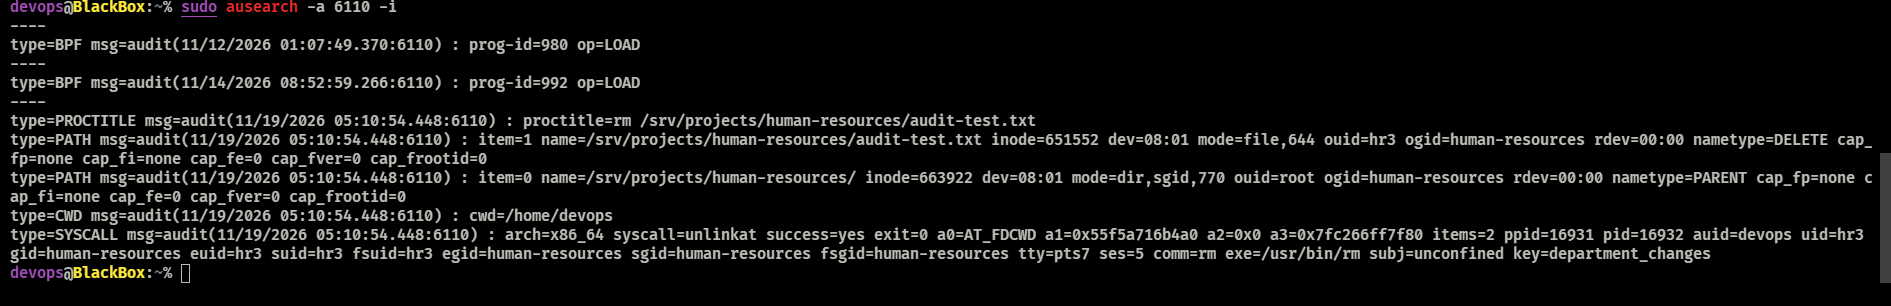 devops@BlackBox:~% sudo ausearch -a 6110 -i
----
type=BPF msg=audit(11/12/2026 01:07:49.370:6110) : prog-id=980 op=LOAD
----
type=BPF msg=audit(11/14/2026 08:52:59.266:6110) : prog-id=992 op=LOAD
----
type=PROCTITLE msg=audit(11/19/2026 05:10:54.448:6110) : proctitle=rm /srv/projects/human-resources/audit-test.txt
type=PATH msg=audit(11/19/2026 05:10:54.448:6110) : item=1 name=/srv/projects/human-resources/audit-test.txt inode=651552 dev=08:01 mode=file,644 ouid=hr3 ogid=human-resources rdev=00:00 nametype=DELETE cap_
fp=none cap_fi=none cap_fe=0 cap_fver=0 cap_frootid=0
type=PATH msg=audit(11/19/2026 05:10:54.448:6110) : item=0 name=/srv/projects/human-resources/ inode=663922 dev=08:01 mode=dir,sgid,770 ouid=root ogid=human-resources rdev=00:00 nametype=PARENT cap_fp=none c
ap_fi=none cap_fe=0 cap_fver=0 cap_frootid=0
type=CWD msg=audit(11/19/2026 05:10:54.448:6110) : cwd=/home/devops
type=SYSCALL msg=audit(11/19/2026 05:10:54.448:6110) : arch=x86_64 syscall=unlinkat success=yes exit=0 a0=AT_FDCWD a1=0x55f5a716b4a0 a2=0x0 a3=0x7fc266ff7f80 items=2 ppid=16931 pid=16932 auid=devops uid=hr3
gid=human-resources euid=hr3 suid=hr3 fsuid=hr3 egid=human-resources sgid=human-resources fsgid=human-resources tty=pts7 ses=5 comm=rm exe=/usr/bin/rm subj=unconfined key=department_changes
devops@BlackBox:~%